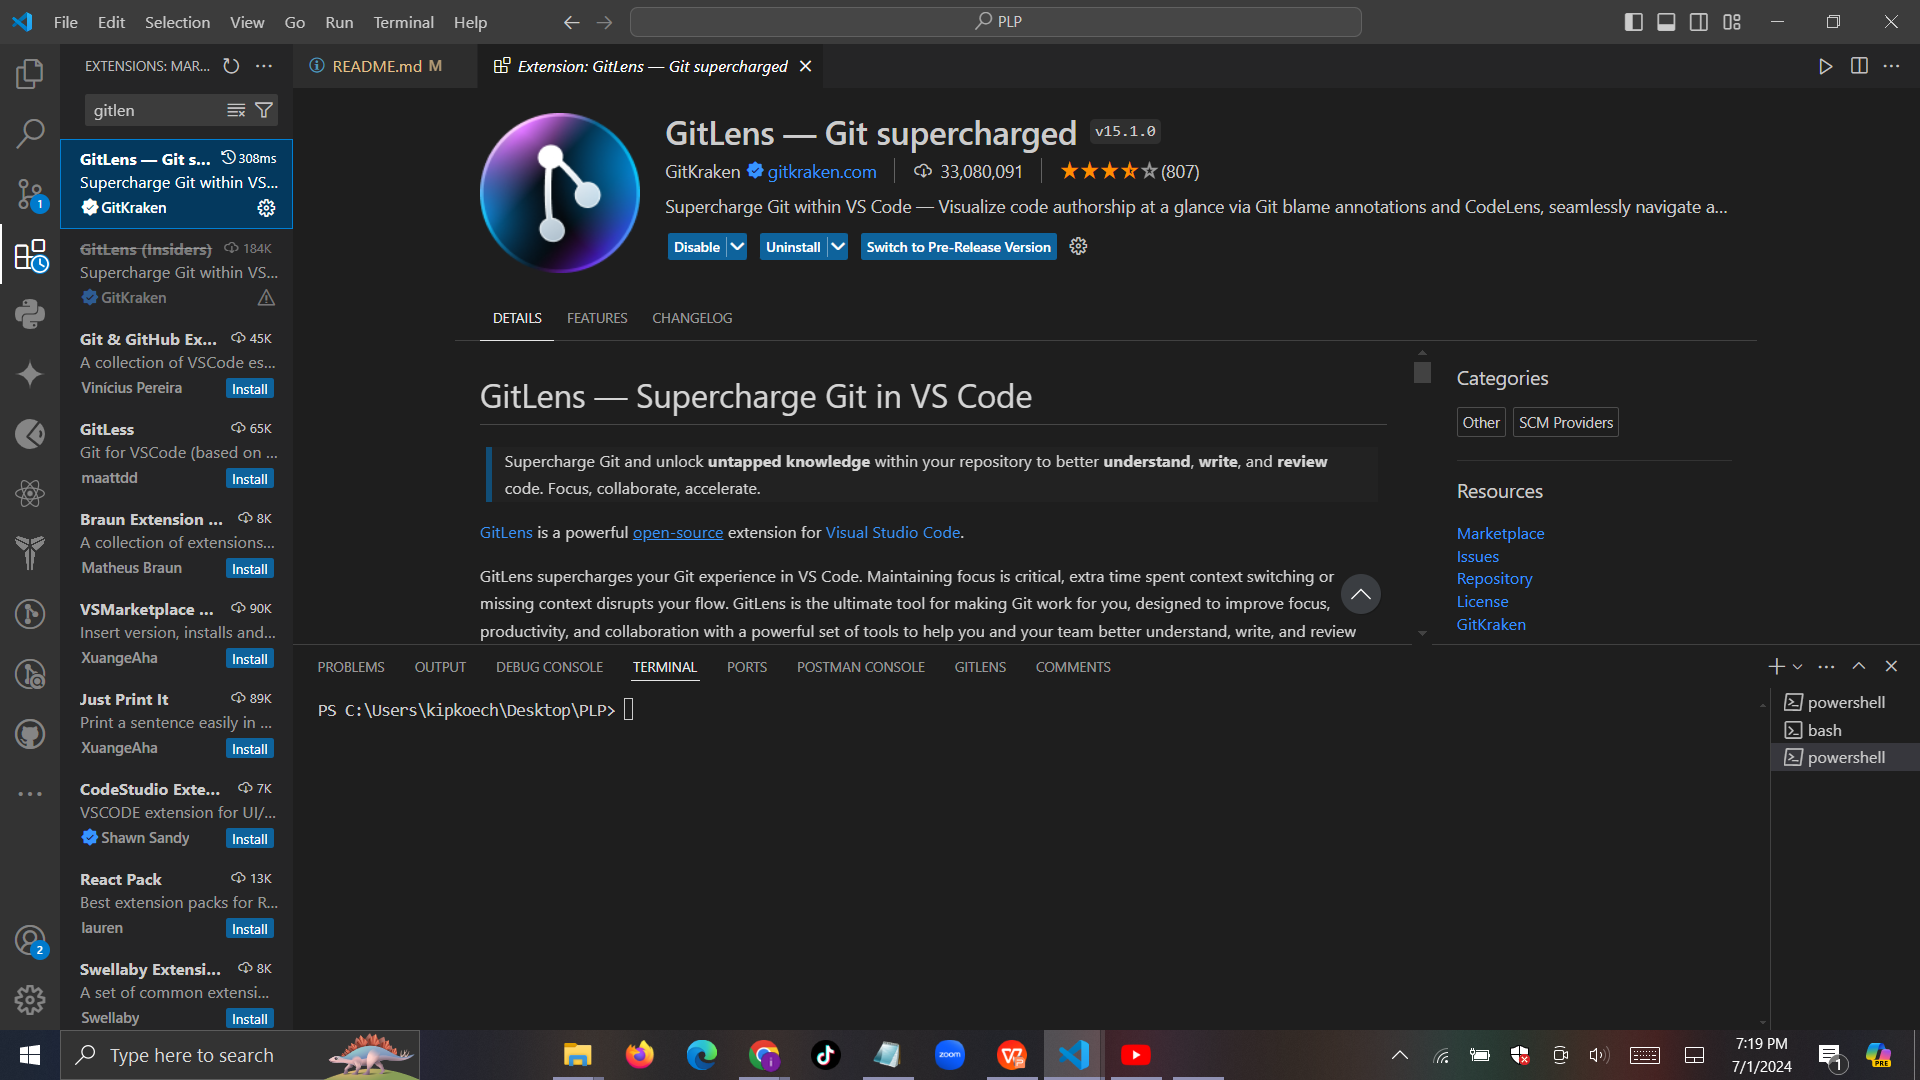 File Edit Selection View Go Run Terminal Help
PLP
EXTENSIONS: MAR...
README.md M
Extension: GitLens — Git supercharged
gitlen
GitLens — Git s... 308ms
Supercharge Git within VS...
GitKraken
GitLens (Insiders) 184K
Supercharge Git within VS...
GitKraken
Git & GitHub Ex... 45K
A collection of VSCode es...
Vinícius Pereira Install
GitLess 65K
Git for VSCode (based on ...
maattdd Install
Braun Extension ... 8K
A collection of extensions...
Matheus Braun Install
VSMarketplace ... 90K
Insert version, installs and...
XuangeAha Install
Just Print It 89K
Print a sentence easily in ...
XuangeAha Install
CodeStudio Exte... 7K
VSCODE extension for UI/...
Shawn Sandy Install
React Pack 13K
Best extension packs for R...
lauren Install
Swellaby Extensi... 8K
A set of common extensi...
Swellaby Install
1
2
GitLens — Git supercharged v15.1.0
GitKraken gitkraken.com 33,080,091 (807)
Supercharge Git within VS Code — Visualize code authorship at a glance via Git blame annotations and CodeLens, seamlessly navigate a...
Disable Uninstall Switch to Pre-Release Version
DETAILS FEATURES CHANGELOG
GitLens — Supercharge Git in VS Code
Supercharge Git and unlock untapped knowledge within your repository to better understand, write, and review
code. Focus, collaborate, accelerate.
GitLens is a powerful open-source extension for Visual Studio Code.
GitLens supercharges your Git experience in VS Code. Maintaining focus is critical, extra time spent context switching or
missing context disrupts your flow. GitLens is the ultimate tool for making Git work for you, designed to improve focus,
productivity, and collaboration with a powerful set of tools to help you and your team better understand, write, and review
Categories
Other SCM Providers
Resources
Marketplace
Issues
Repository
License
GitKraken
PROBLEMS OUTPUT DEBUG CONSOLE TERMINAL PORTS POSTMAN CONSOLE GITLENS COMMENTS
PS C:\Users\kipkoech\Desktop\PLP>
powershell
bash
powershell
Type here to search
zoom
7:19 PM
7/1/2024
1
PRE